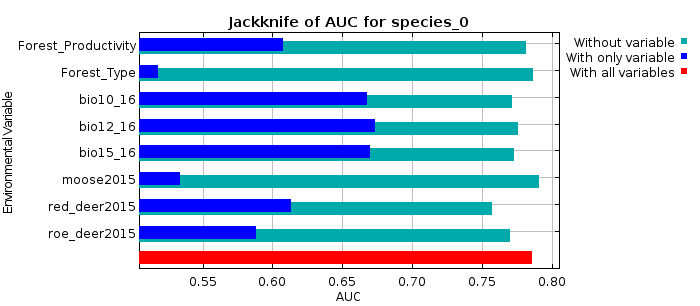 Jackknife of AUC for species_0
Environmental Variable
Forest_Productivity
Forest_Type
bio10_16
bio12_16
bio15_16
moose2015
red_deer2015
roe_deer2015
Without variable
With only variable
With all variables
0.55 0.60 0.65 0.70 0.75 0.80
AUC